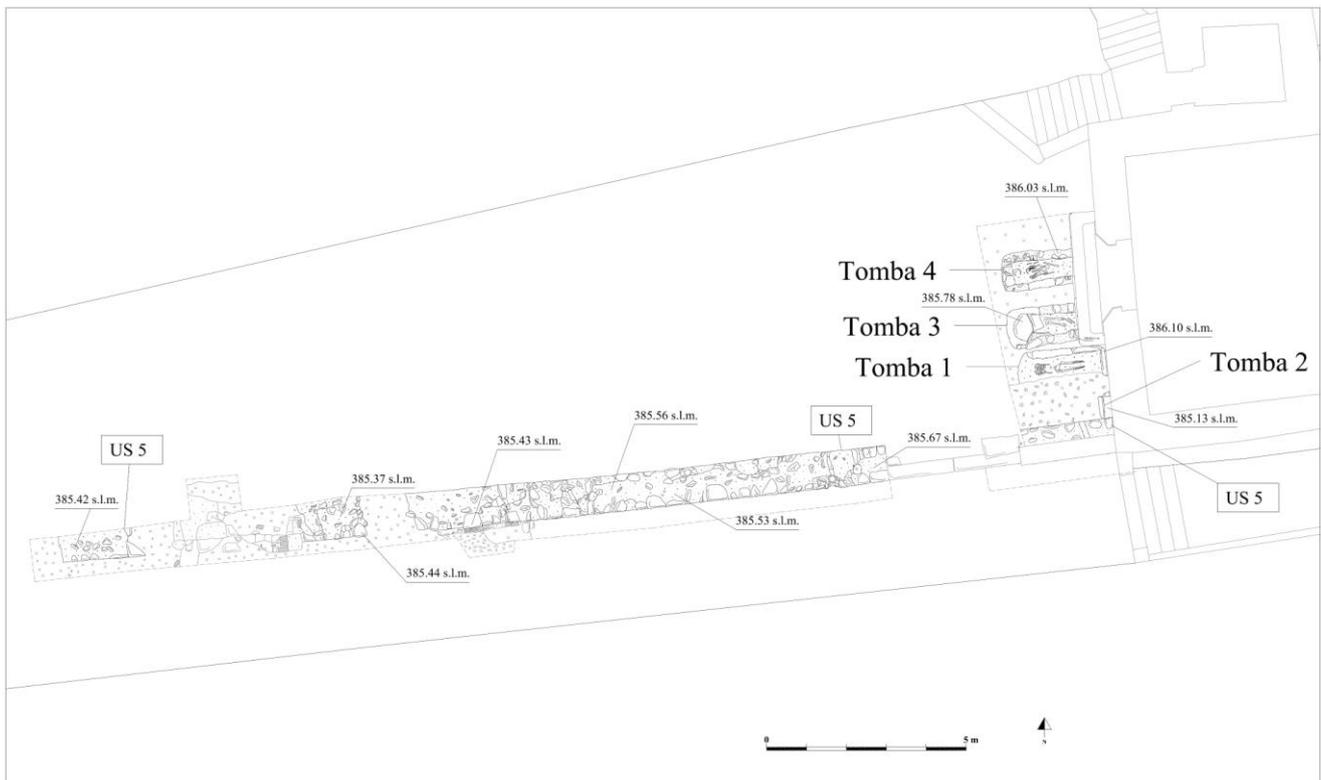 386.03 s.l.m.
Tomba 4
385.78 s.l.m.
Tomba 3
386.10 s.l.m.
Tomba 1
Tomba 2
385.13 s.l.m.
US 5
385.56 s.l.m.
US 5
385.43 s.l.m.
385.67 s.l.m.
US 5
385.37 s.l.m.
385.42 s.l.m.
385.53 s.l.m.
385.44 s.l.m.
0
5 m
N